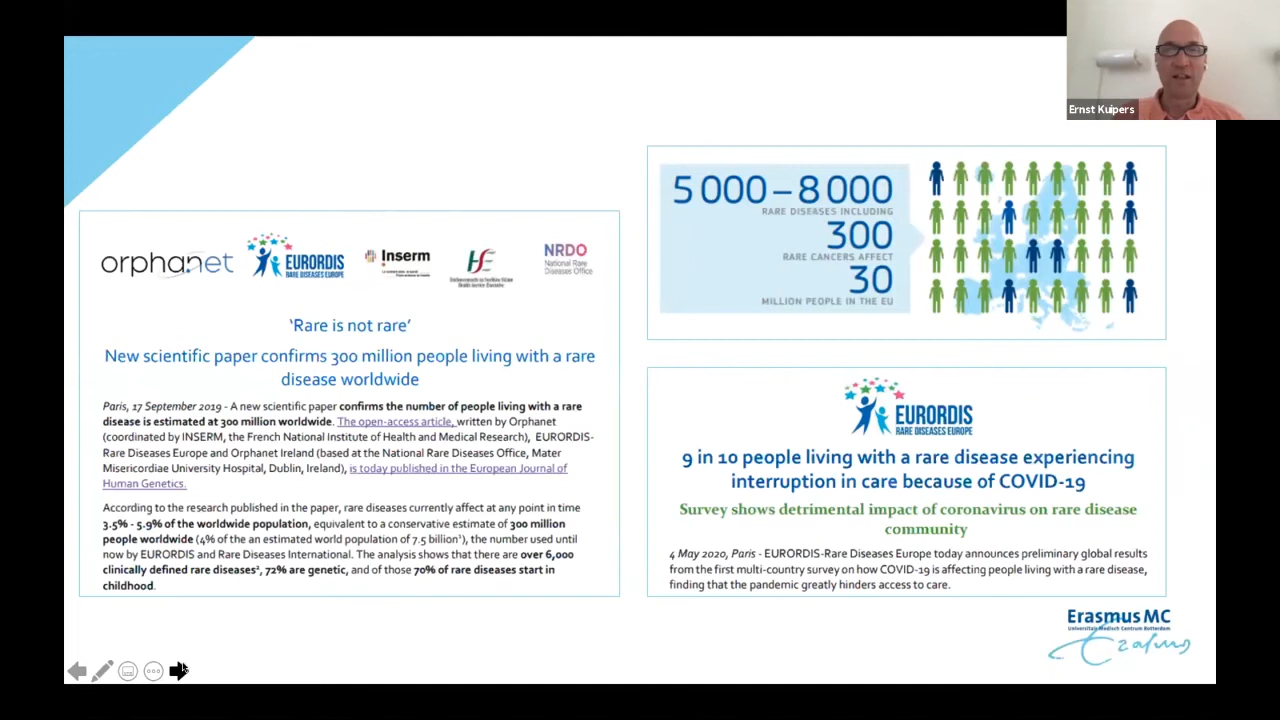 Ernst Kuipers
orphanet
EURORDIS
RARE DISEASES EUROPE
Inserm
NRDO
National Rare
Diseases Office
‘Rare is not rare’
New scientific paper confirms 300 million people living with a rare
disease worldwide
Paris, 17 September 2019 - A new scientific paper confirms the number of people living with a rare
disease is estimated at 300 million worldwide. The open-access article, written by Orphanet
(coordinated by INSERM, the French National Institute of Health and Medical Research), EURORDIS-
Rare Diseases Europe and Orphanet Ireland (based at the National Rare Diseases Office, Mater
Misericordiae University Hospital, Dublin, Ireland), is today published in the European Journal of
Human Genetics.
According to the research published in the paper, rare diseases currently affect at any point in time
3.5% - 5.9% of the worldwide population, equivalent to a conservative estimate of 300 million
people worldwide (4% of the an estimated world population of 7.5 billion¹), the number used until
now by EURORDIS and Rare Diseases International. The analysis shows that there are over 6,000
clinically defined rare diseases², 72% are genetic, and of those 70% of rare diseases start in
childhood.
5 000 – 8 000
RARE DISEASES INCLUDING
300
RARE CANCERS AFFECT
30
MILLION PEOPLE IN THE EU
EURORDIS
RARE DISEASES EUROPE
9 in 10 people living with a rare disease experiencing
interruption in care because of COVID-19
Survey shows detrimental impact of coronavirus on rare disease
community
4 May 2020, Paris - EURORDIS-Rare Diseases Europe today announces preliminary global results
from the first multi-country survey on how COVID-19 is affecting people living with a rare disease,
finding that the pandemic greatly hinders access to care.
Erasmus MC
Universitair Medisch Centrum Rotterdam
Erasmus